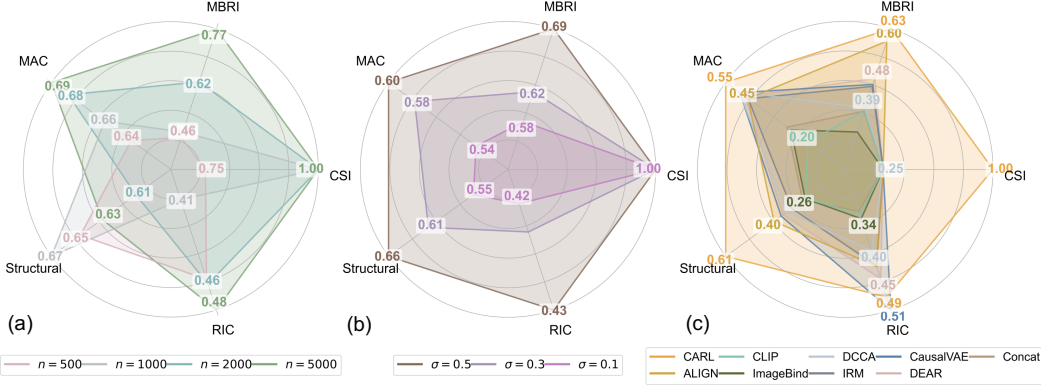 MBRI
MAC
CSI
Structural
RIC
0.77
0.69
0.68
0.62
0.66
0.64
0.46
0.75
1.00
0.61
0.41
0.63
0.65
0.67
0.46
0.48
(a)
n = 500 n = 1000 n = 2000 n = 5000
MBRI
MAC
CSI
Structural
RIC
0.69
0.60
0.58
0.62
0.58
0.54
1.00
0.55
0.42
0.61
0.66
0.43
(b)
σ = 0.5 σ = 0.3 σ = 0.1
MBRI
MAC
CSI
Structural
RIC
0.63
0.60
0.55
0.48
0.45
0.39
0.20
0.25
1.00
0.26
0.34
0.40
0.40
0.61
0.45
0.49
0.51
(c)
CARL CLIP DCCA CausalVAE Concat
ALIGN ImageBind IRM DEAR